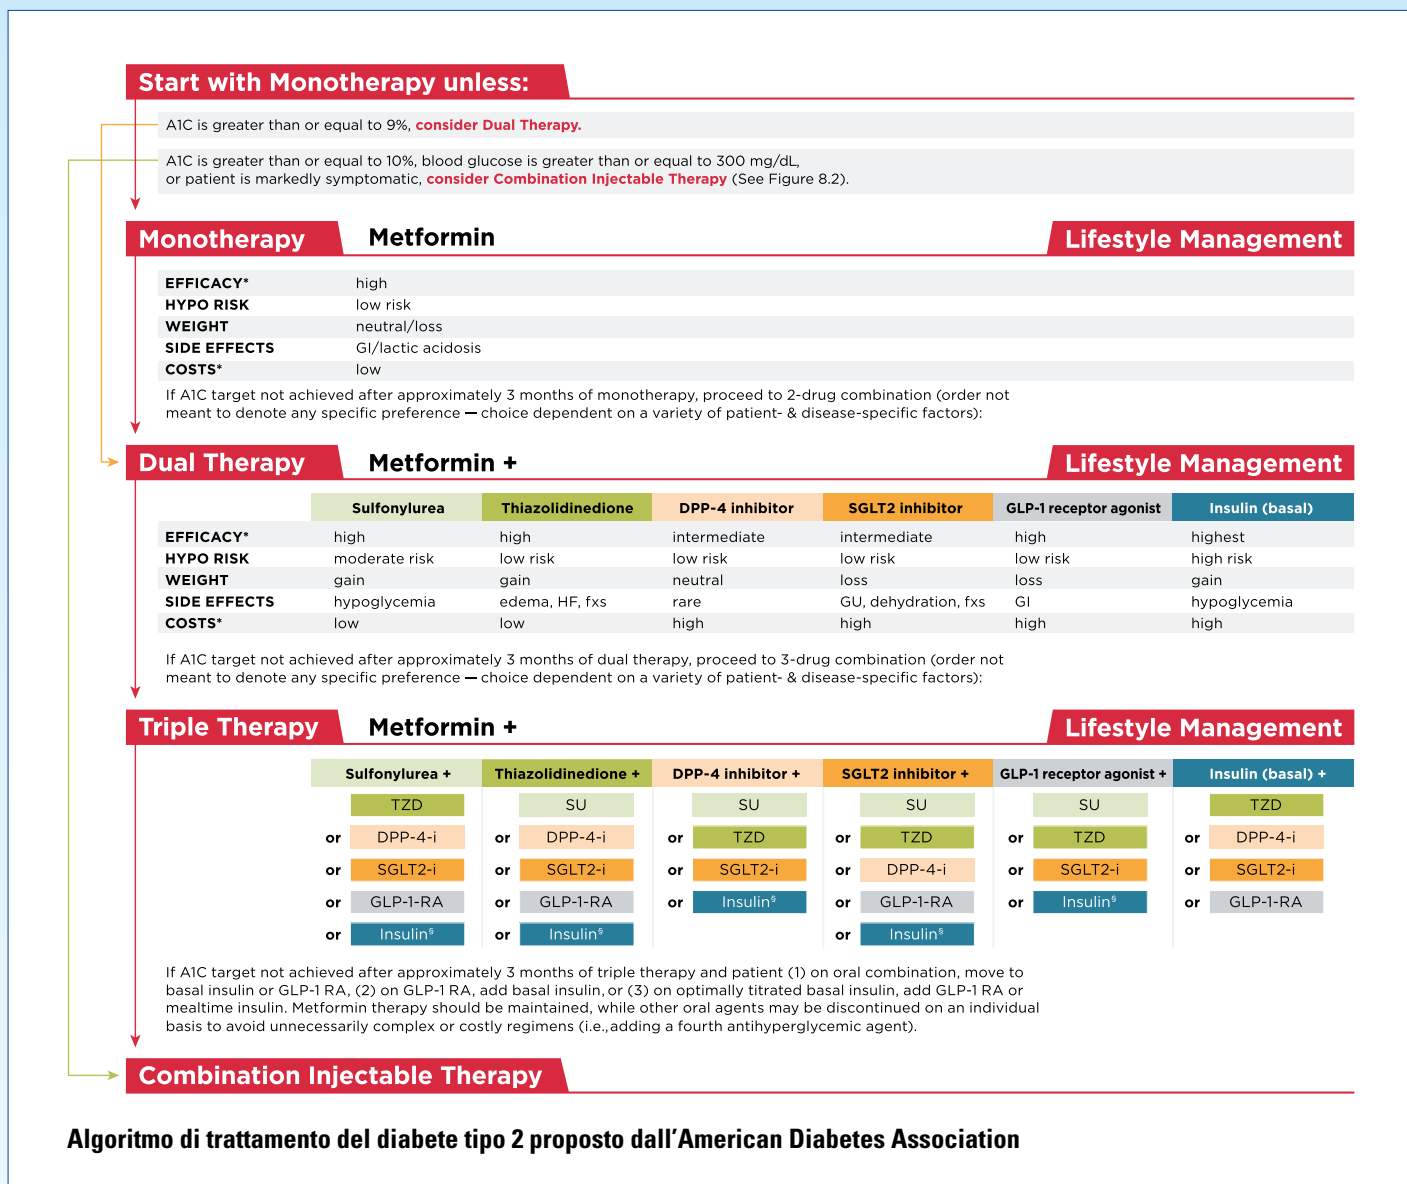 Start with Monotherapy unless:
A1C is greater than or equal to 9%, consider Dual Therapy.
A1C is greater than or equal to 10%, blood glucose is greater than or equal to 300 mg/dL,
or patient is markedly symptomatic, consider Combination Injectable Therapy (See Figure 8.2).
Monotherapy Metformin Lifestyle Management
EFFICACY* high
HYPO RISK low risk
WEIGHT neutral/loss
SIDE EFFECTS GI/lactic acidosis
COSTS* low
If A1C target not achieved after approximately 3 months of monotherapy, proceed to 2-drug combination (order not
meant to denote any specific preference — choice dependent on a variety of patient- & disease-specific factors):
Dual Therapy Metformin + Lifestyle Management
Sulfonylurea Thiazolidinedione DPP-4 inhibitor SGLT2 inhibitor GLP-1 receptor agonist Insulin (basal)
EFFICACY* high high intermediate intermediate high highest
HYPO RISK moderate risk low risk low risk low risk low risk high risk
WEIGHT gain gain neutral loss loss gain
SIDE EFFECTS hypoglycemia edema, HF, fxs rare GU, dehydration, fxs GI hypoglycemia
COSTS* low low high high high high
If A1C target not achieved after approximately 3 months of dual therapy, proceed to 3-drug combination (order not
meant to denote any specific preference — choice dependent on a variety of patient- & disease-specific factors):
Triple Therapy Metformin + Lifestyle Management
Sulfonylurea + Thiazolidinedione + DPP-4 inhibitor + SGLT2 inhibitor + GLP-1 receptor agonist + Insulin (basal) +
TZD SU SU SU SU TZD
or DPP-4-i or DPP-4-i or TZD or TZD or TZD or DPP-4-i
or SGLT2-i or SGLT2-i or SGLT2-i or DPP-4-i or SGLT2-i or SGLT2-i
or GLP-1-RA or GLP-1-RA or Insulin§ or GLP-1-RA or Insulin§ or GLP-1-RA
or Insulin§ or Insulin§ or Insulin§
If A1C target not achieved after approximately 3 months of triple therapy and patient (1) on oral combination, move to
basal insulin or GLP-1 RA, (2) on GLP-1 RA, add basal insulin, or (3) on optimally titrated basal insulin, add GLP-1 RA or
mealtime insulin. Metformin therapy should be maintained, while other oral agents may be discontinued on an individual
basis to avoid unnecessarily complex or costly regimens (i.e., adding a fourth antihyperglycemic agent).
Combination Injectable Therapy
Algoritmo di trattamento del diabete tipo 2 proposto dall'American Diabetes Association